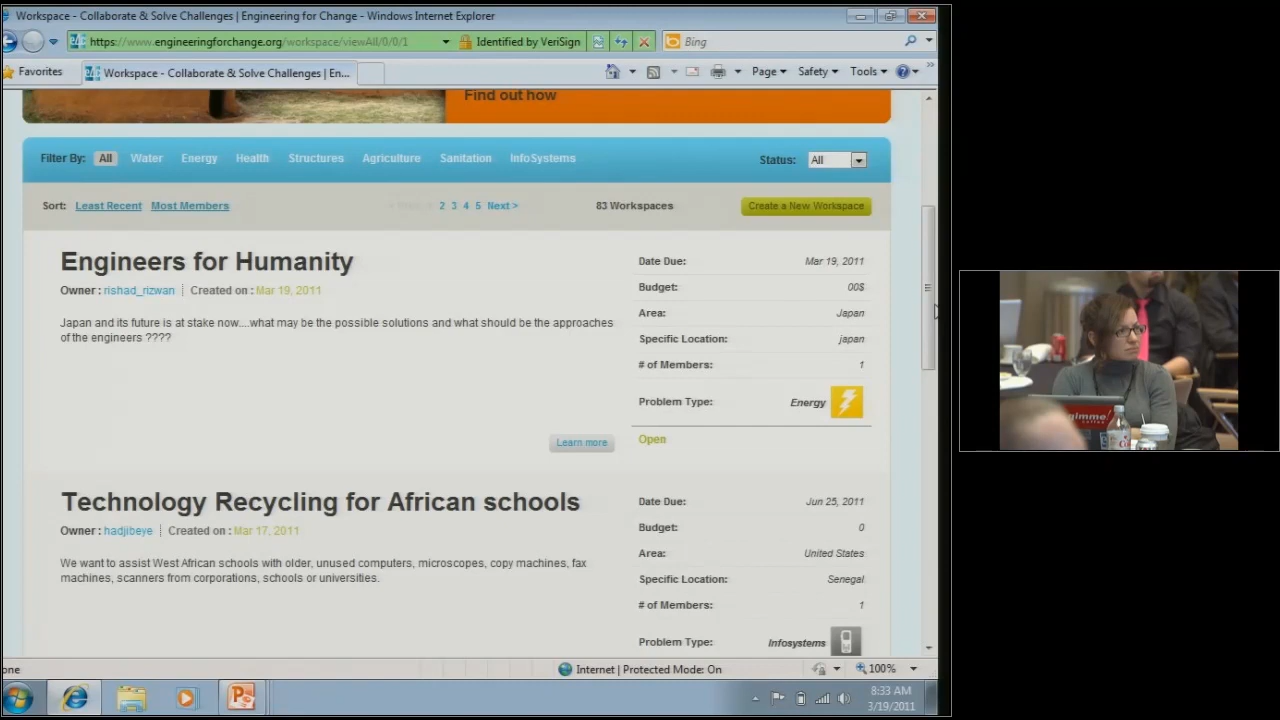 Workspace - Collaborate & Solve Challenges | Engineering for Change - Windows Internet Explorer
https://www.engineeringforchange.org/workspace/viewAll/0/0/1
Identified by VeriSign
Bing
Favorites
Workspace - Collaborate & Solve Challenges | En...
Page
Safety
Tools
Find out how
Filter By: All Water Energy Health Structures Agriculture Sanitation InfoSystems
Status: All
Sort: Least Recent Most Members
2 3 4 5 Next >
83 Workspaces
Create a New Workspace
Engineers for Humanity
Owner : rishad_rizwan | Created on : Mar 19, 2011
Japan and its future is at stake now....what may be the possible solutions and what should be the approaches
of the engineers ????
Learn more
Date Due: Mar 19, 2011
Budget: 00$
Area: Japan
Specific Location: japan
# of Members: 1
Problem Type: Energy
Open
Technology Recycling for African schools
Owner : hadjibeye | Created on : Mar 17, 2011
We want to assist West African schools with older, unused computers, microscopes, copy machines, fax
machines, scanners from corporations, schools or universities.
Date Due: Jun 25, 2011
Budget: 0
Area: United States
Specific Location: Senegal
# of Members: 1
Problem Type: Infosystems
one
Internet | Protected Mode: On
100%
8:33 AM
3/19/2011